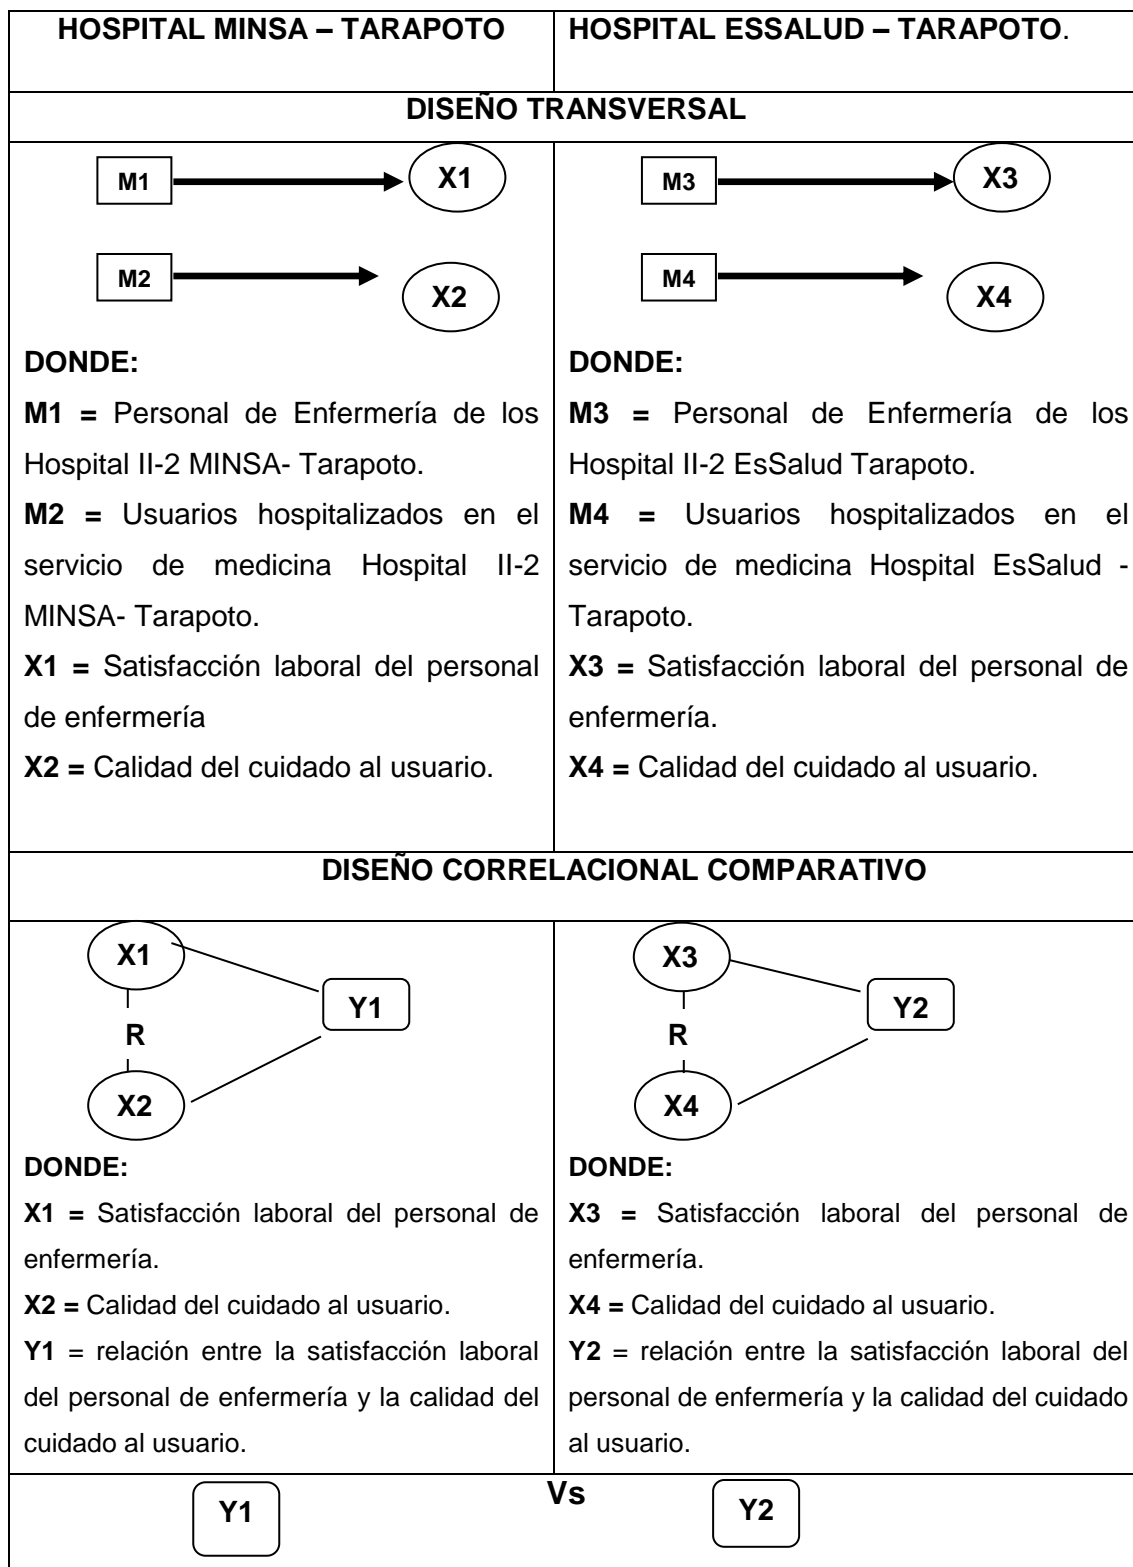 HOSPITAL MINSA – TARAPOTO
HOSPITAL ESSALUD – TARAPOTO.
DISEÑO TRANSVERSAL
M1
X1
M2
X2
DONDE:
M1 = Personal de Enfermería de los
Hospital II-2 MINSA- Tarapoto.
M2 = Usuarios hospitalizados en el
servicio de medicina Hospital II-2
MINSA- Tarapoto.
X1 = Satisfacción laboral del personal
de enfermería
X2 = Calidad del cuidado al usuario.
M3
X3
M4
X4
DONDE:
M3 = Personal de Enfermería de los
Hospital II-2 EsSalud Tarapoto.
M4 = Usuarios hospitalizados en el
servicio de medicina Hospital EsSalud -
Tarapoto.
X3 = Satisfacción laboral del personal de
enfermería.
X4 = Calidad del cuidado al usuario.
DISEÑO CORRELACIONAL COMPARATIVO
X1
Y1
R
X2
DONDE:
X1 = Satisfacción laboral del personal de
enfermería.
X2 = Calidad del cuidado al usuario.
Y1 = relación entre la satisfacción laboral
del personal de enfermería y la calidad del
cuidado al usuario.
X3
Y2
R
X4
DONDE:
X3 = Satisfacción laboral del personal de
enfermería.
X4 = Calidad del cuidado al usuario.
Y2 = relación entre la satisfacción laboral del
personal de enfermería y la calidad del cuidado
al usuario.
Y1
Vs
Y2